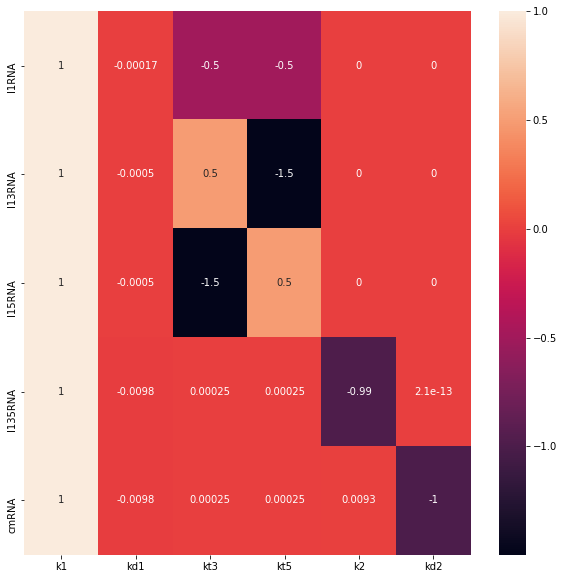 I1RNA 1 -0.00017 -0.5 -0.5 0 0
I13RNA 1 -0.0005 0.5 -1.5 0 0
I15RNA 1 -0.0005 -1.5 0.5 0 0
I135RNA 1 -0.0098 0.00025 0.00025 -0.99 2.1e-13
cmRNA 1 -0.0098 0.00025 0.00025 0.0093 -1
k1 kd1 kt3 kt5 k2 kd2
1.0
0.5
0.0
-0.5
-1.0